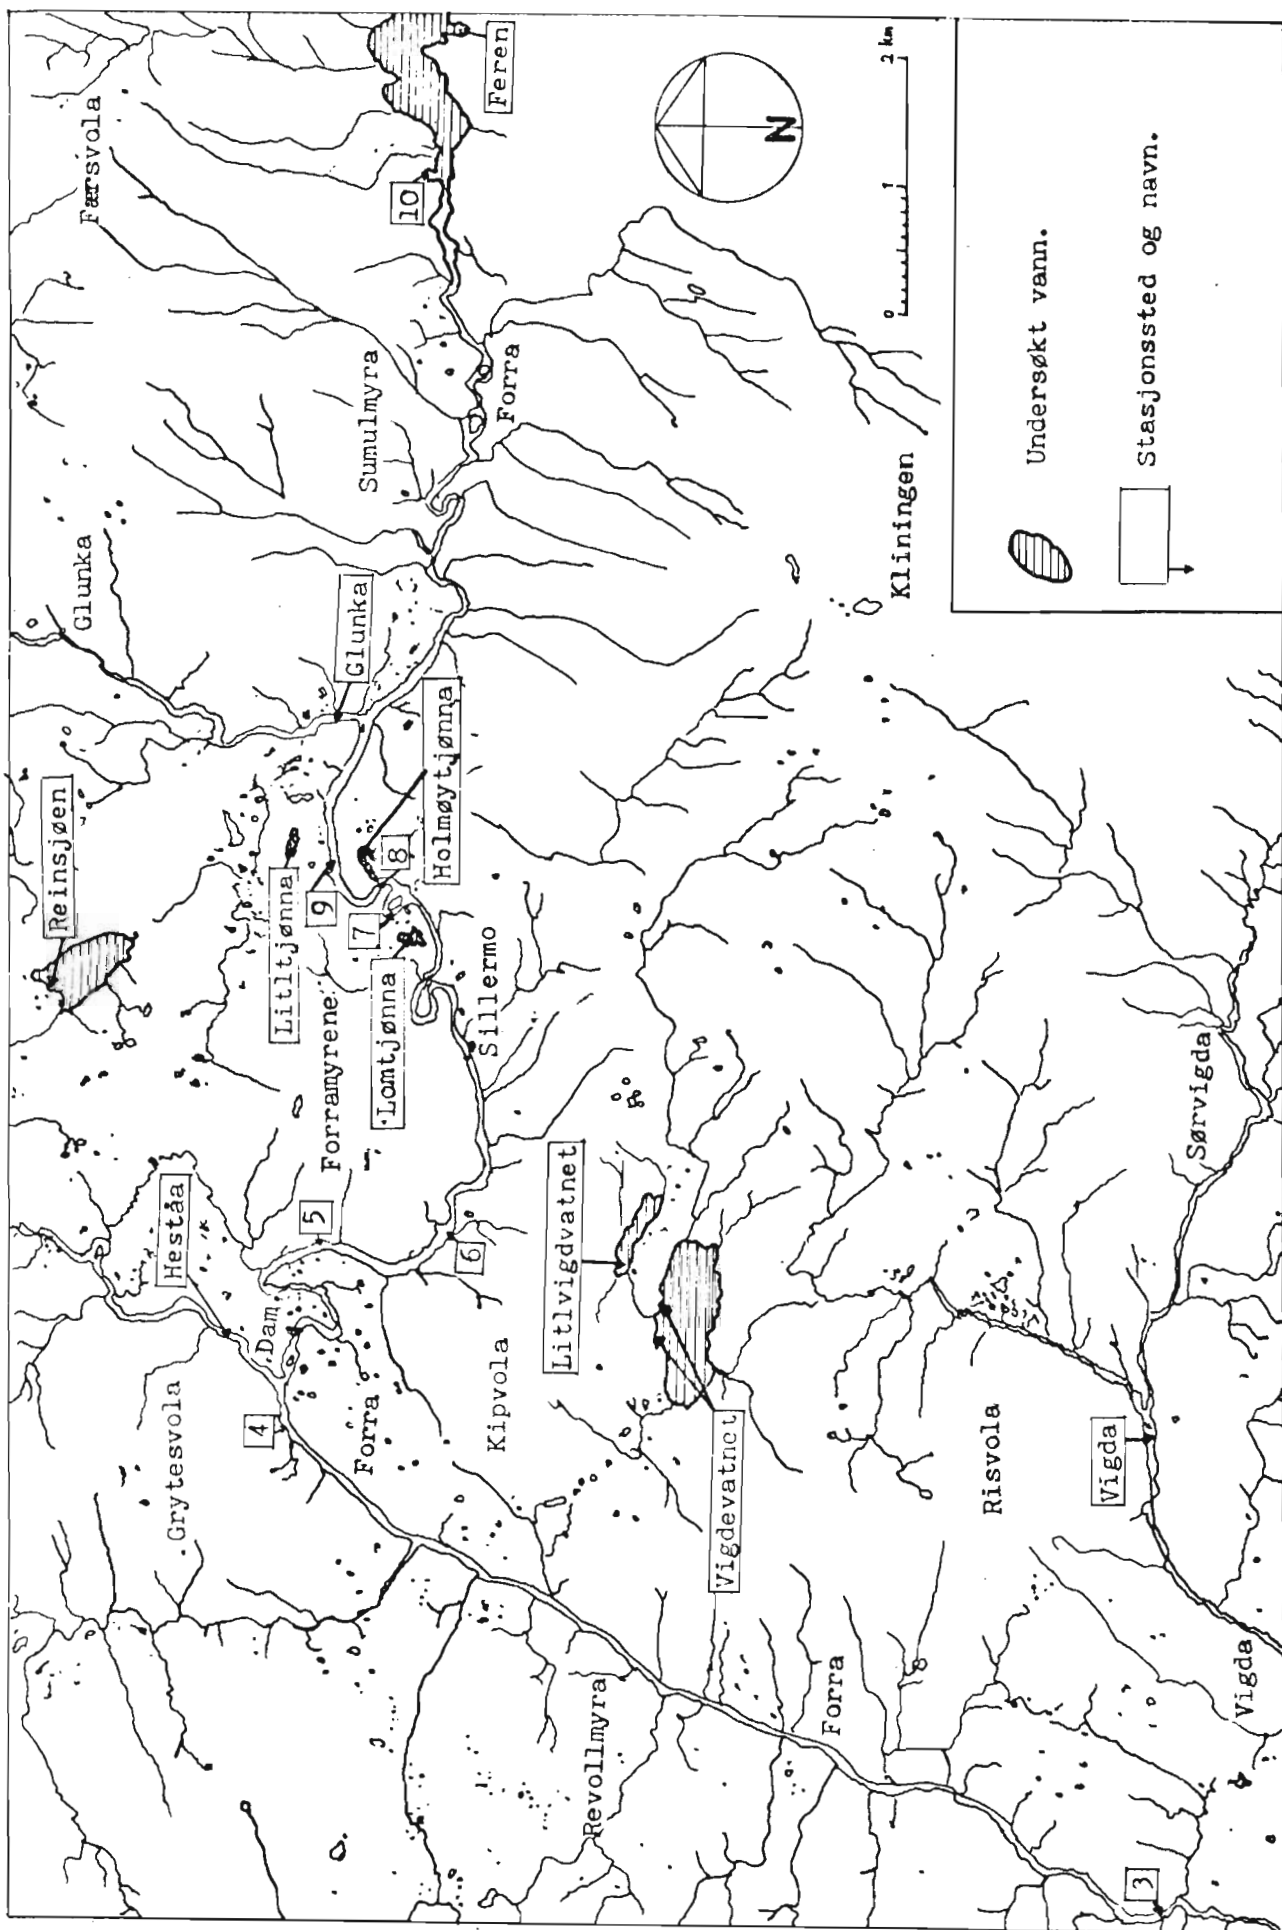 Reinsjøen
Glunka
Færsvola
Feren
10
Grytesvola
Heståa
Litltjønna
Glunka
Sumulmyra
Dam
5
Forramyrene
9
7
8
Holmøytjønna
Lomtjønna
4
Forra
6
Sillermo
Forra
Kipvola
Litlvigdvatnet
Vigdevatnet
Revollmyra
Forra
Risvola
Kliningen
Sørvigda
Vigda
Vigda
3
N
0 1 2 km
Undersøkt vann.
Stasjonssted og navn.